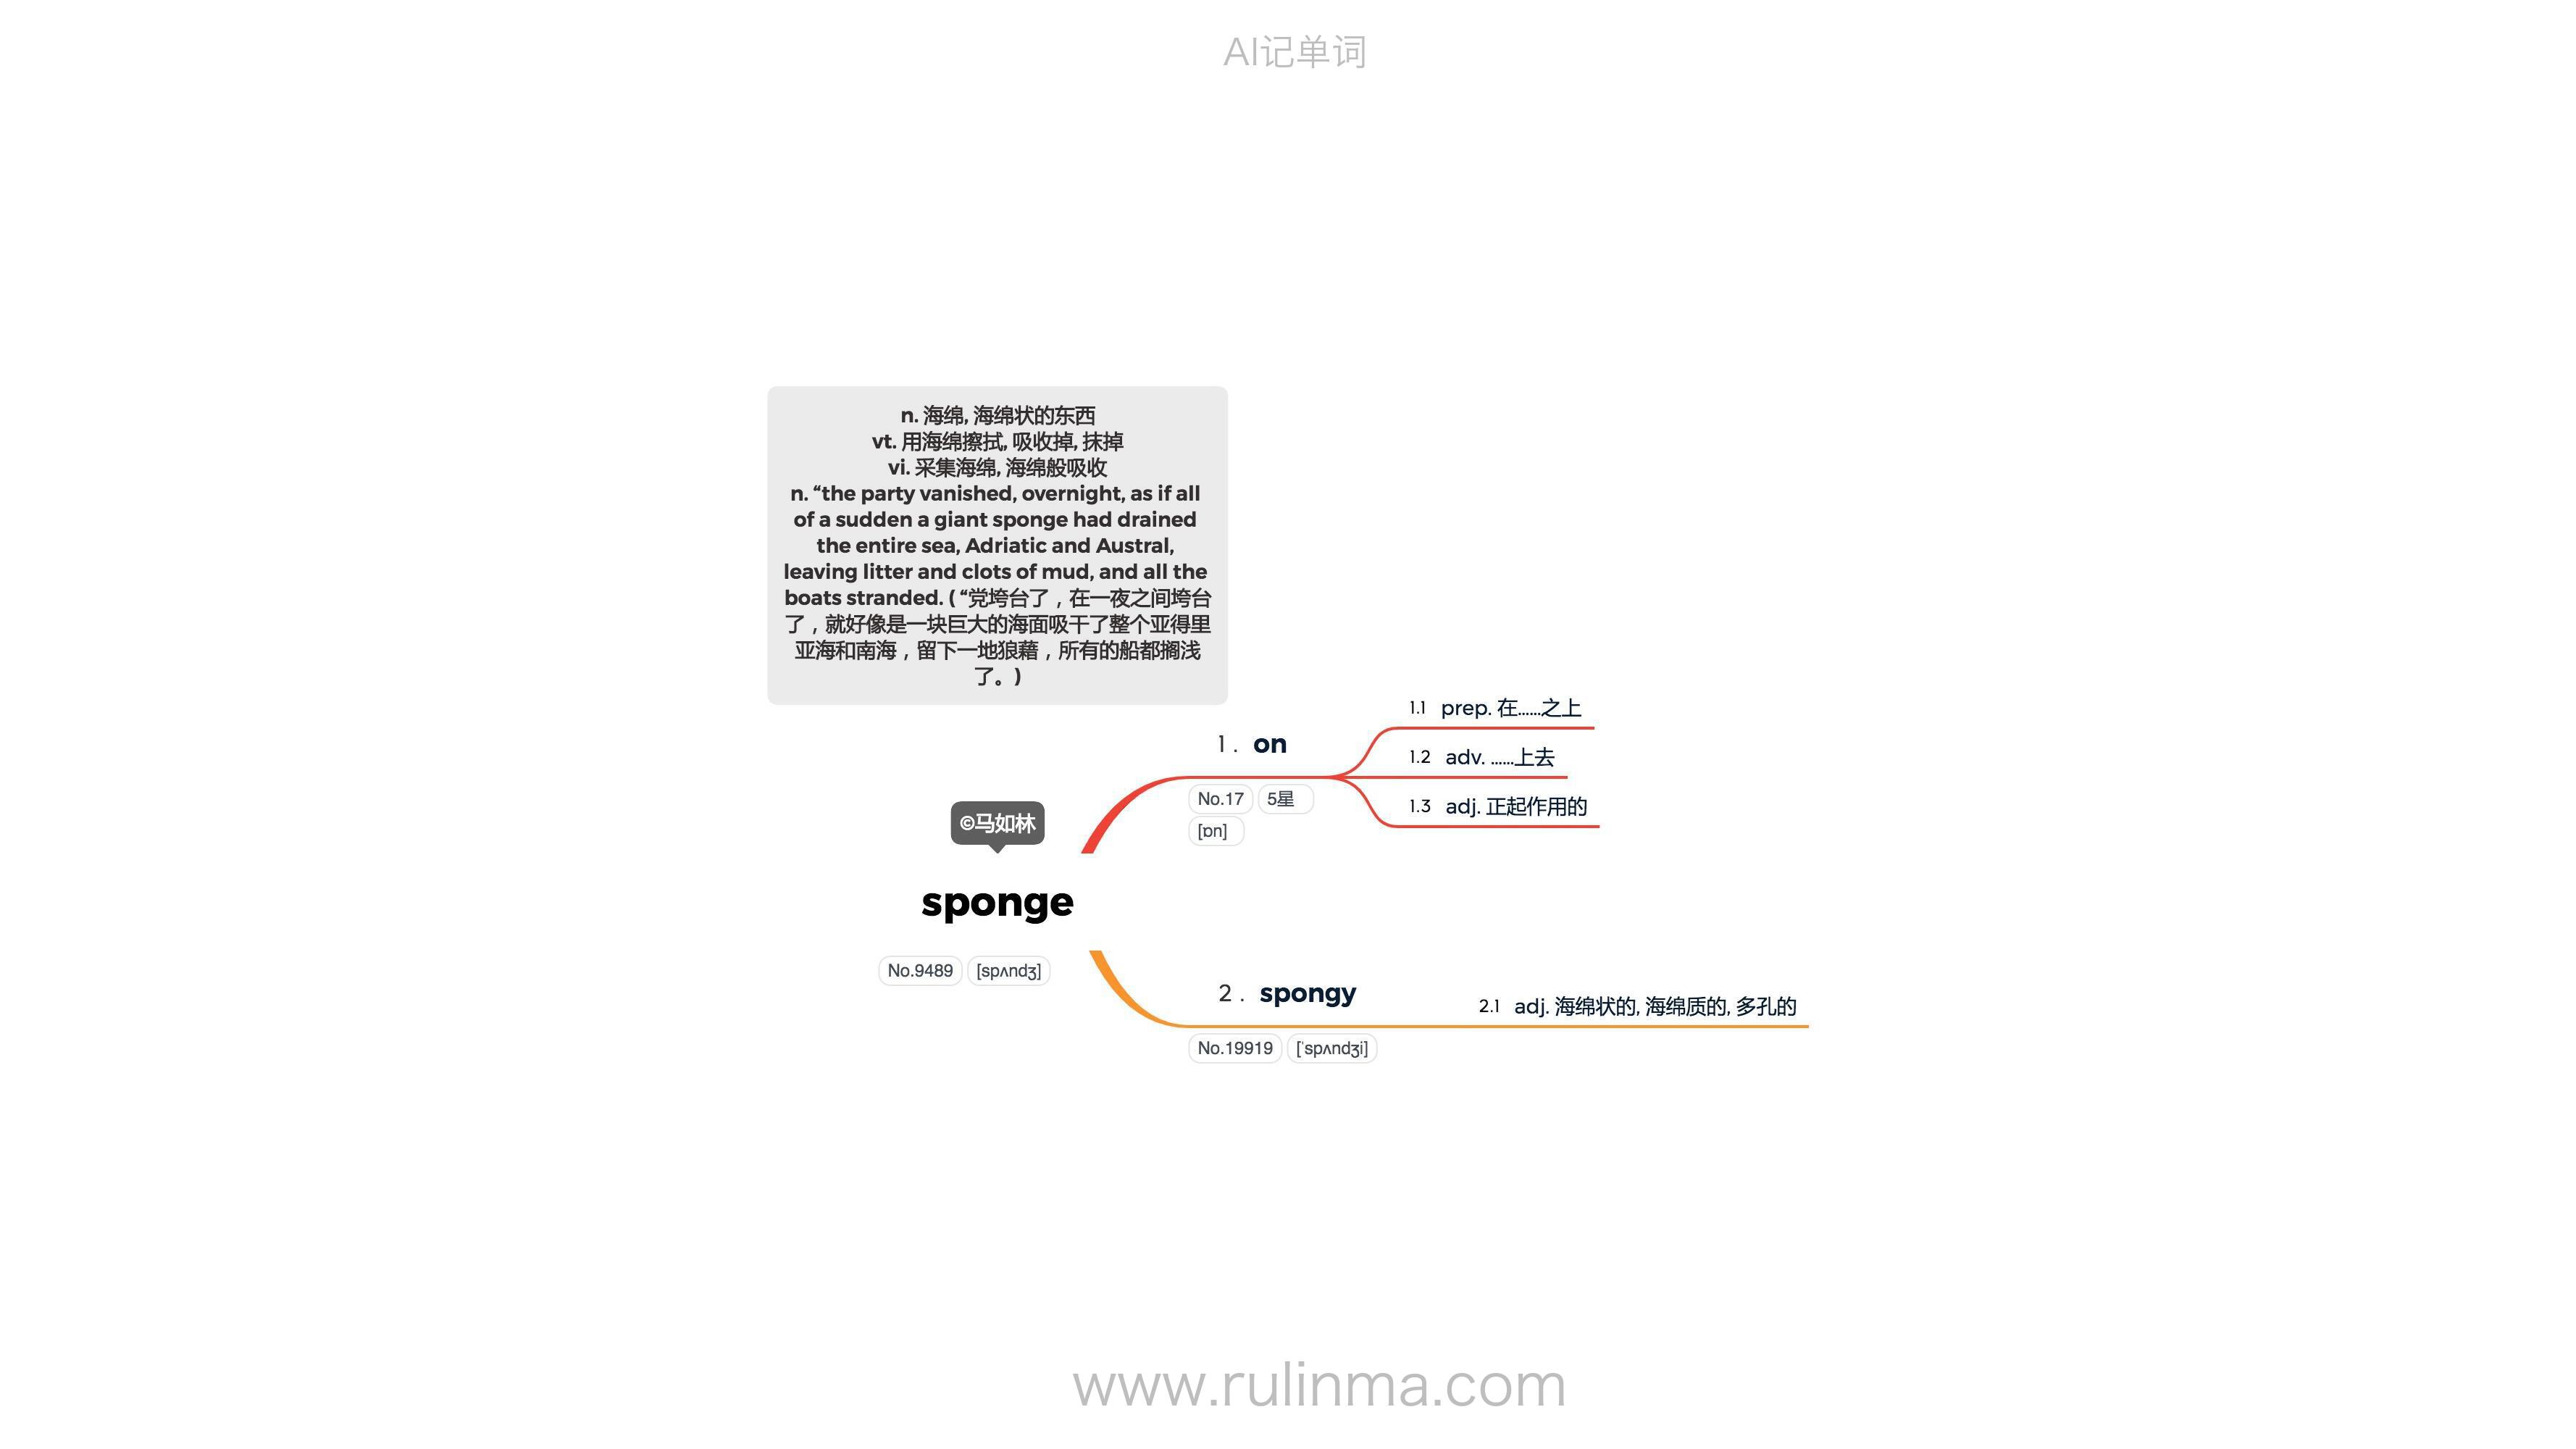 AI记单词
n. 海绵, 海绵状的东西
vt. 用海绵擦拭, 吸收掉, 抹掉
vi. 采集海绵, 海绵般吸收
n. “the party vanished, overnight, as if all
of a sudden a giant sponge had drained
the entire sea, Adriatic and Austral,
leaving litter and clots of mud, and all the
boats stranded. ( “党垮台了，在一夜之间垮台
了，就好像是一块巨大的海面吸干了整个亚得里
亚海和南海，留下一地狼藉，所有的船都搁浅
了。)
©马如林
sponge
No.9489 [spʌndʒ]
1. on
No.17 5星
[ɒn]
1.1 prep. 在……之上
1.2 adv. ……上去
1.3 adj. 正起作用的
2. spongy
No.19919 [ˈspʌndʒi]
2.1 adj. 海绵状的, 海绵质的, 多孔的
www.rulinma.com